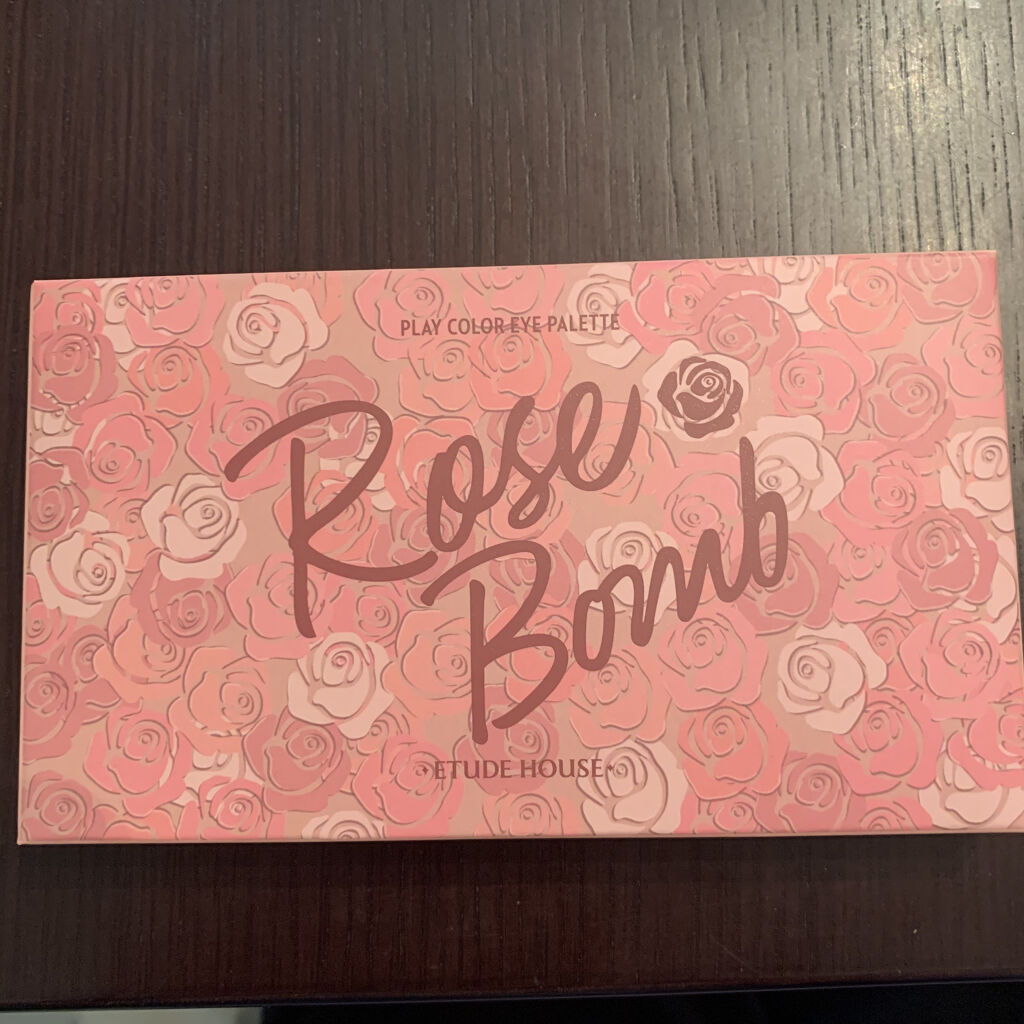 PLAY COLOR EYE PALETTE
Rose
Bomb
ETUDE HOUSE